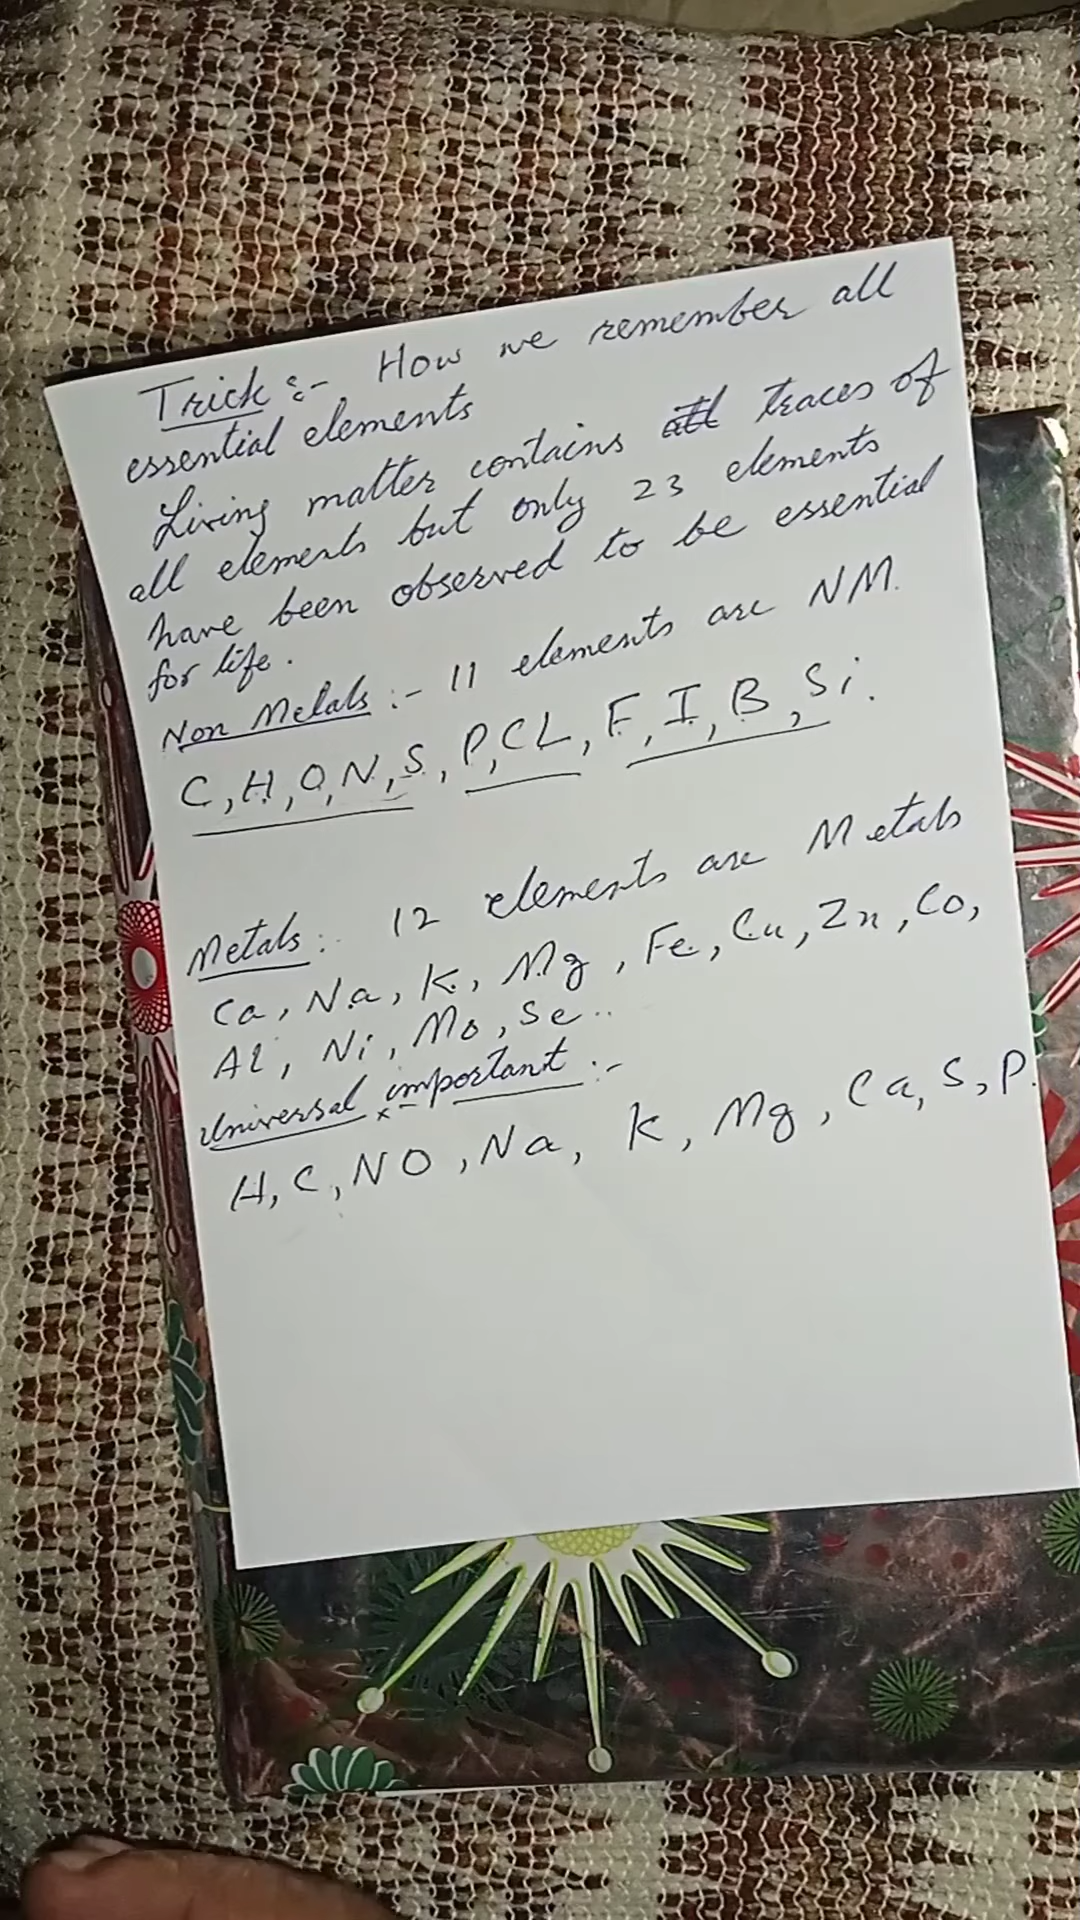 Trick :- How we remember all
essential elements
Living matter contains all traces of
all elements but only 23 elements
have been observed to be essential
for life.
Non Metals :- 11 elements are NM.
C, H, O, N, S, P, CL, F, I, B, Si.
Metals :- 12 elements are Metals
Ca, Na, K, Mg, Fe, Cu, Zn, Co,
Al, Ni, Mo, Se..
Universal important :-
H, C, NO, Na, K, Mg, Ca, S, P.